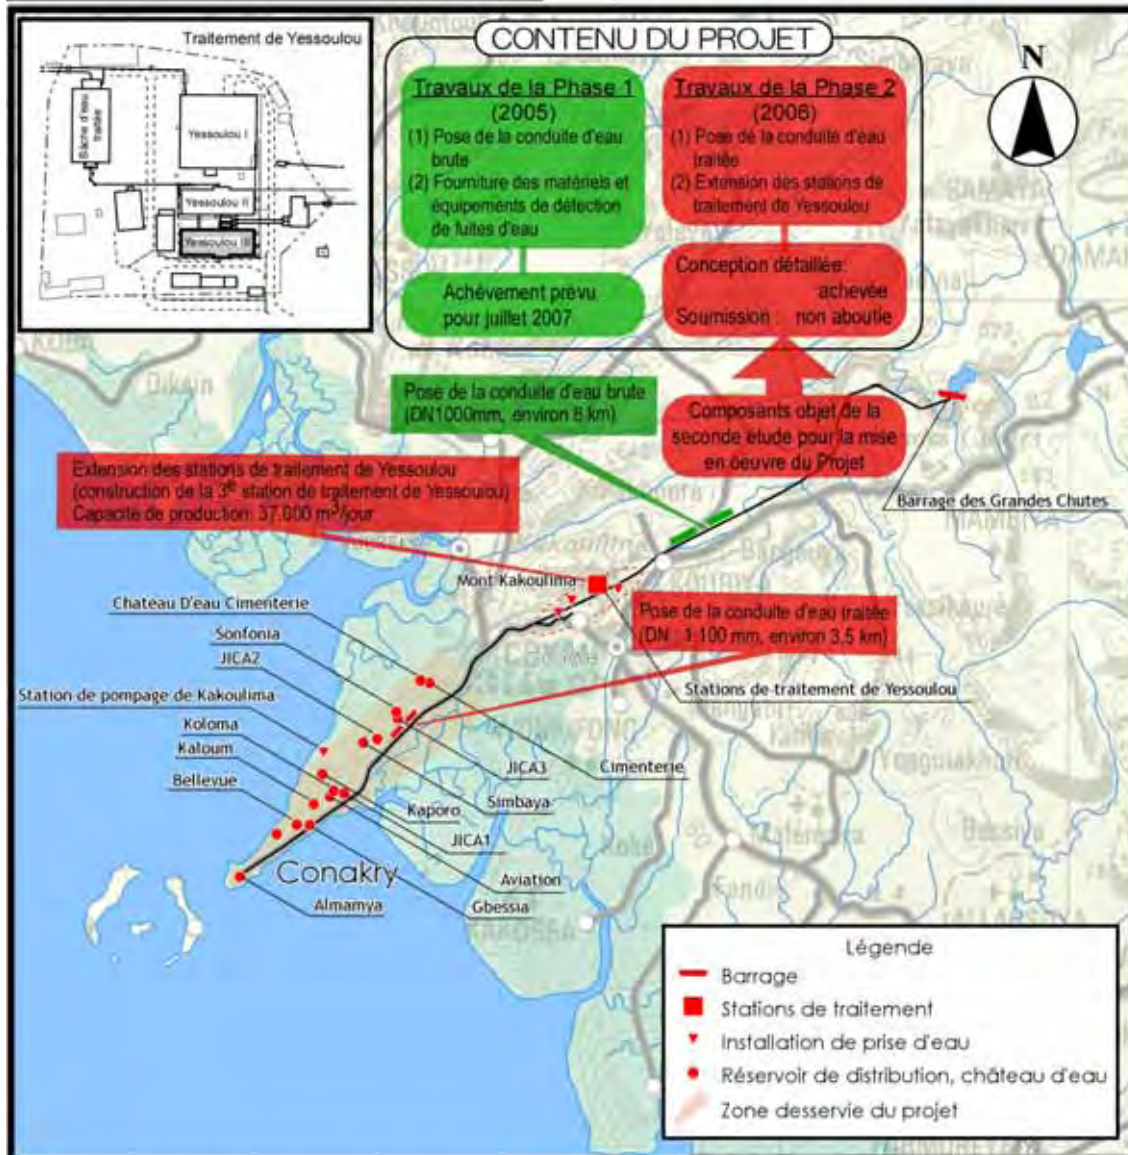 Traitement de Yessoulou
Bâche d'eau
traitée
Yessoulou I
Yessoulou II
Yessoulou III
CONTENU DU PROJET
Travaux de la Phase 1
(2005)
(1) Pose de la conduite d'eau
brute
(2) Fourniture des matériels et
équipements de détection
de fuites d'eau
Achèvement prévu
pour juillet 2007
Travaux de la Phase 2
(2006)
(1) Pose de la conduite d'eau
traitée
(2) Extension des stations de
traitement de Yessoulou
Conception détaillée:
achevée
Soumission : non aboutie
N
Pose de la conduite d'eau brute
(DN1000mm, environ 8 km)
Composants objet de la
seconde étude pour la mise
en oeuvre du Projet
Extension des stations de traitement de Yessoulou
(construction de la 3e station de traitement de Yessoulou)
Capacité de production: 37.000 m3/jour
Barrage des Grandes Chutes
Mont Kakoulima
Pose de la conduite d'eau traitée
(DN : 1.100 mm, environ 3,5 km)
Chateau D'eau Cimenterie
Sonfonia
JICA2
Station de pompage de Kakoulima
Koloma
Kaloum
Bellevue
Stations de traitement de Yessoulou
Cimenterie
JICA3
Simbaya
Kaporo
JICA1
Aviation
Gbessia
Conakry
Almamya
Légende
Barrage
Stations de traitement
Installation de prise d'eau
Réservoir de distribution, château d'eau
Zone desservie du projet